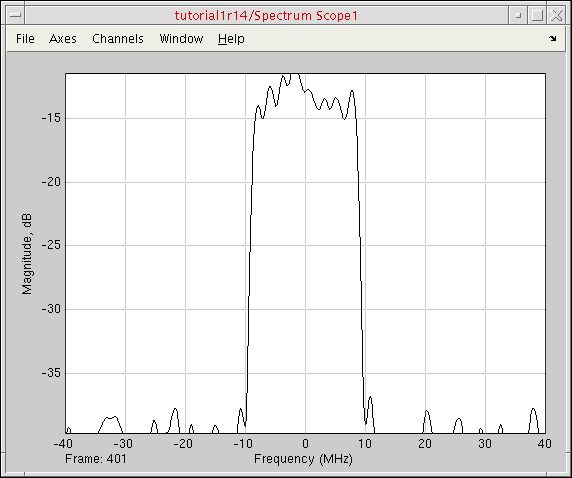 tutorial1r14/Spectrum Scope1
File Axes Channels Window Help
-15
-20
-25
-30
-35
Magnitude, dB
-40 -30 -20 -10 0 10 20 30 40
Frame: 401 Frequency (MHz)